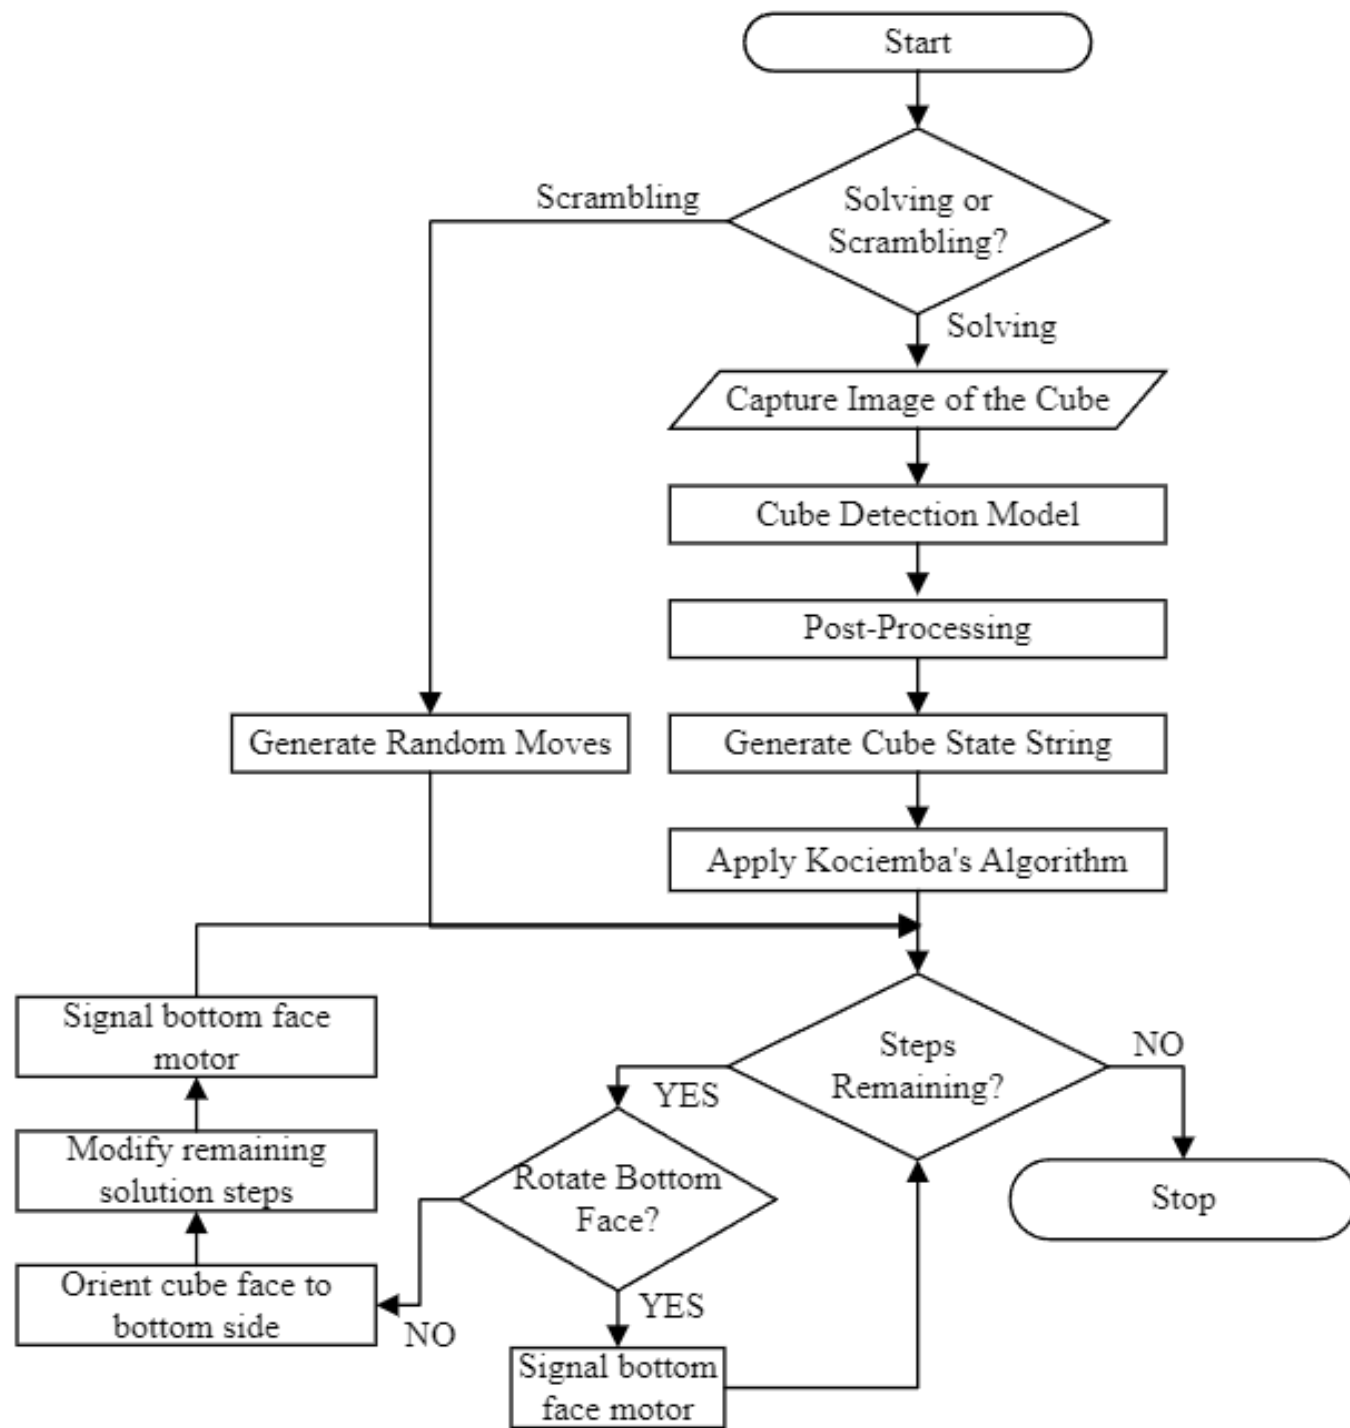 Start
Scrambling
Solving or
Scrambling?
Solving
Capture Image of the Cube
Cube Detection Model
Post-Processing
Generate Random Moves
Generate Cube State String
Apply Kociemba's Algorithm
Signal bottom face
motor
Steps
Remaining?
NO
YES
Modify remaining
solution steps
Rotate Bottom
Face?
Stop
Orient cube face to
bottom side
NO
YES
Signal bottom
face motor